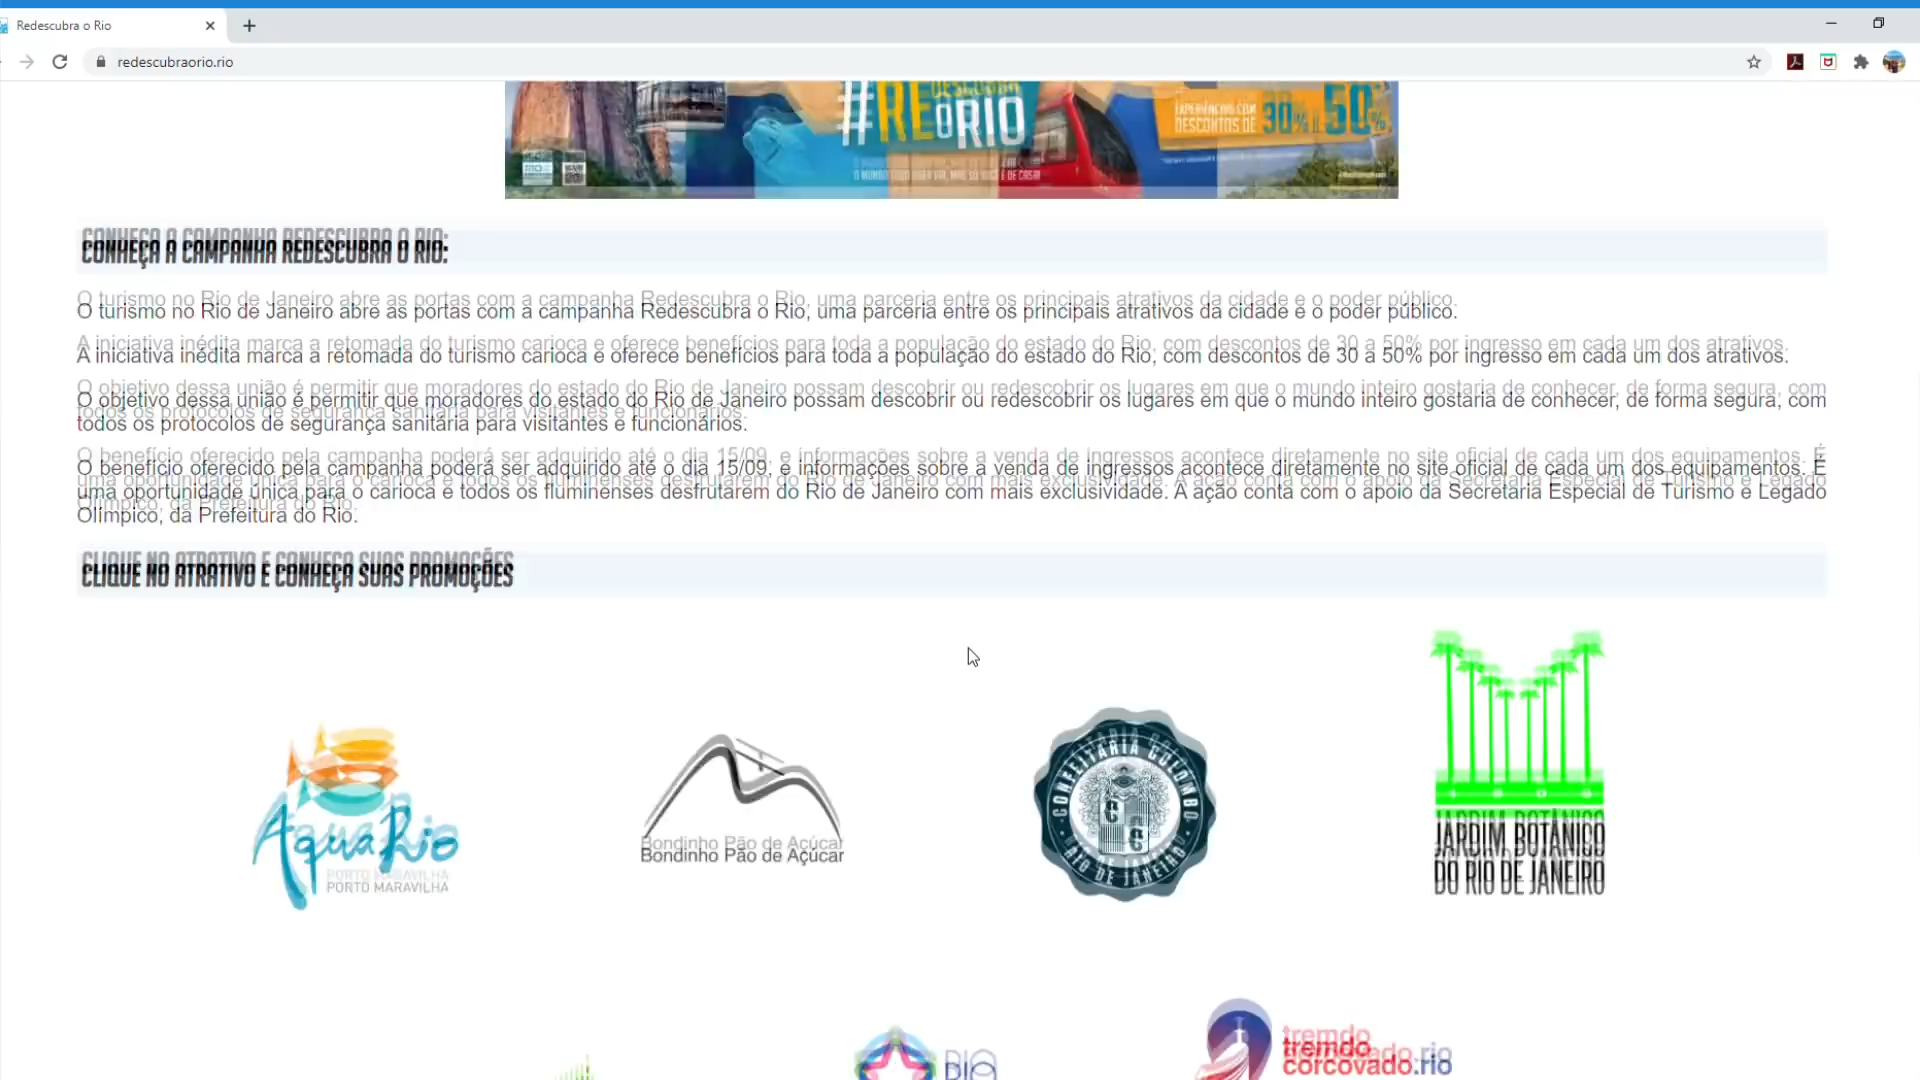 Redescubra o Rio
redescubraorio.rio
#REDESCUBRA
O RIO
EXPERIÊNCIAS COM
DESCONTOS DE 30% A 50%
CONHEÇA A CAMPANHA REDESCUBRA O RIO:
O turismo no Rio de Janeiro abre as portas com a campanha Redescubra o Rio, uma parceria entre os principais atrativos da cidade e o poder público.
A iniciativa inédita marca a retomada do turismo carioca e oferece benefícios para toda a população do estado do Rio, com descontos de 30 a 50% por ingresso em cada um dos atrativos.
O objetivo dessa união é permitir que moradores do estado do Rio de Janeiro possam descobrir ou redescobrir os lugares em que o mundo inteiro gostaria de conhecer, de forma segura, com
todos os protocolos de segurança sanitária para visitantes e funcionários.
O benefício oferecido pela campanha poderá ser adquirido até o dia 15/09, e informações sobre a venda de ingressos acontece diretamente no site oficial de cada um dos equipamentos. É
uma oportunidade única para o carioca e todos os fluminenses desfrutarem do Rio de Janeiro com mais exclusividade. A ação conta com o apoio da Secretaria Especial de Turismo e Legado
Olímpico, da Prefeitura do Rio.
CLIQUE NO ATRATIVO E CONHEÇA SUAS PROMOÇÕES
AquaRio
PORTO MARAVILHA
Bondinho Pão de Açúcar
CONFEITARIA COLOMBO
RIO DE JANEIRO
JARDIM BOTÂNICO
DO RIO DE JANEIRO
RIO
tremdo
corcovado.rio